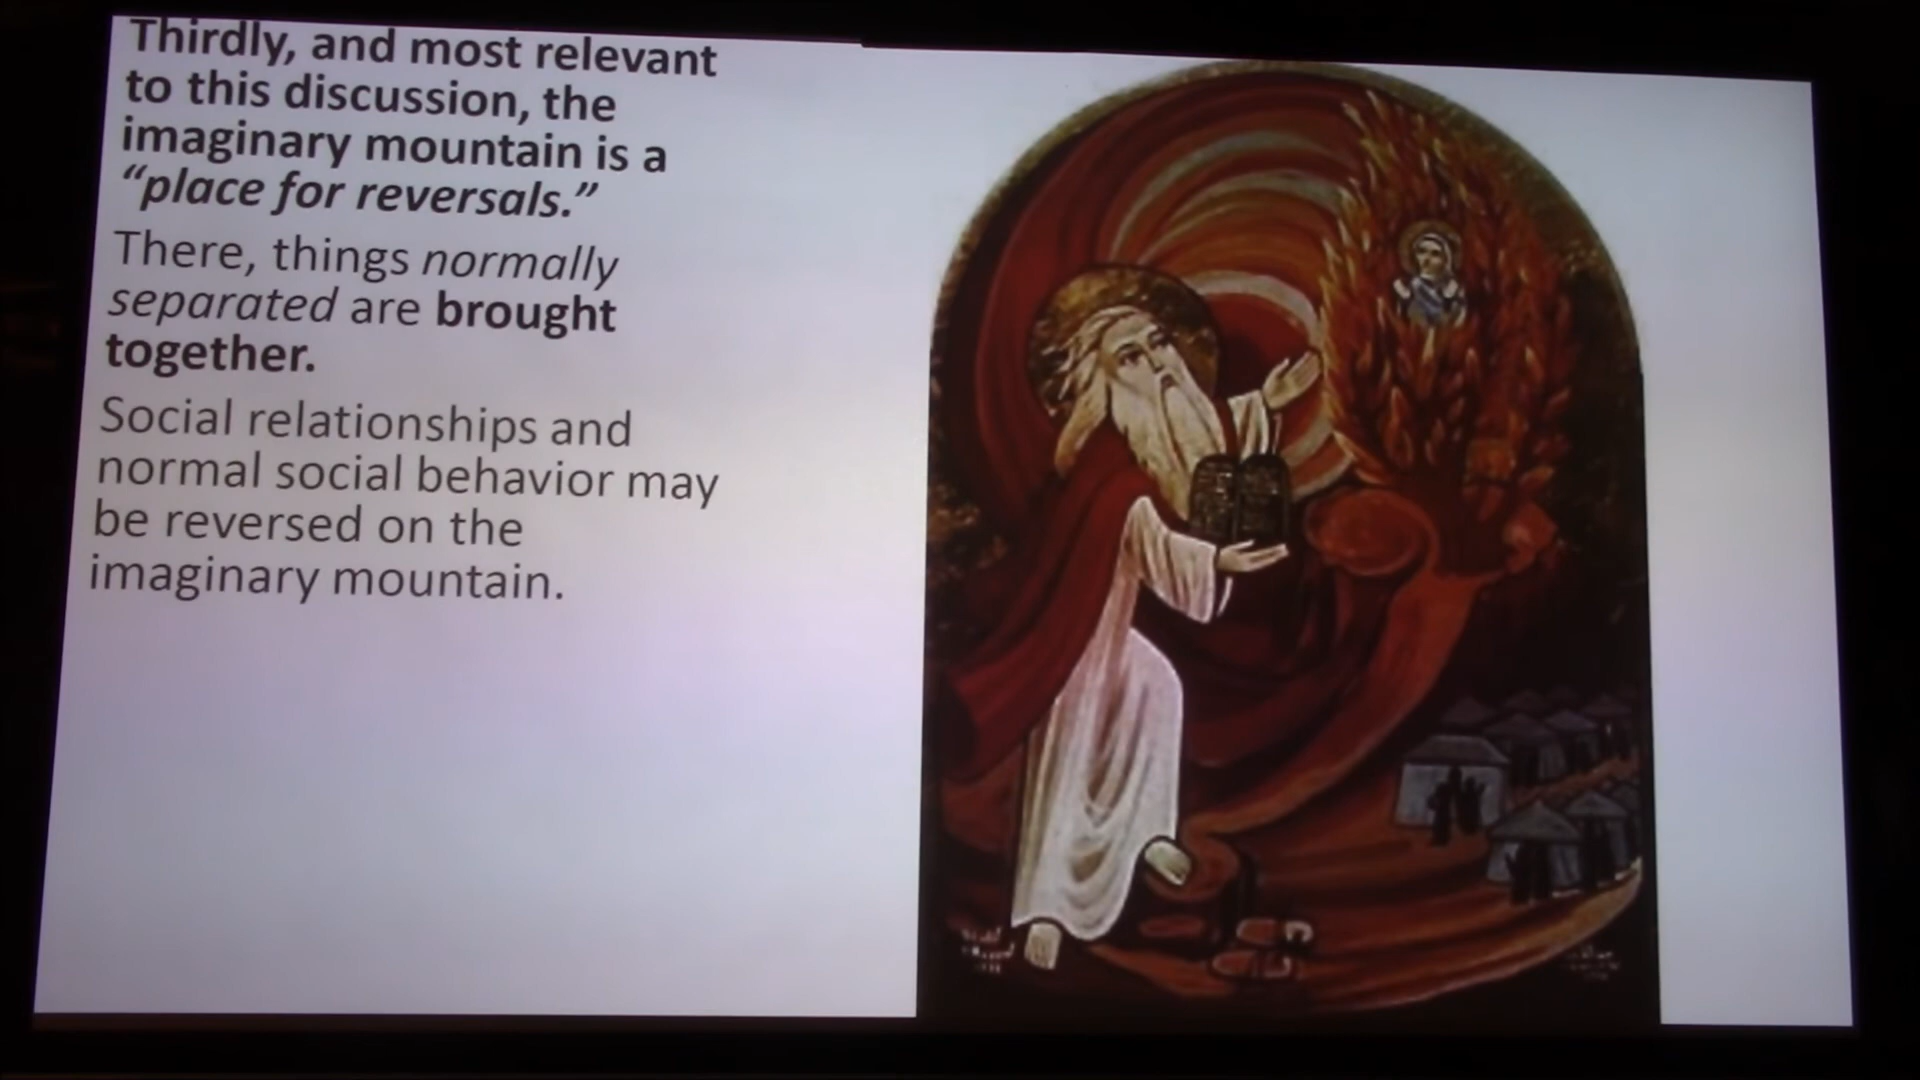 Thirdly, and most relevant
to this discussion, the
imaginary mountain is a
“place for reversals.”
There, things normally
separated are brought
together.
Social relationships and
normal social behavior may
be reversed on the
imaginary mountain.